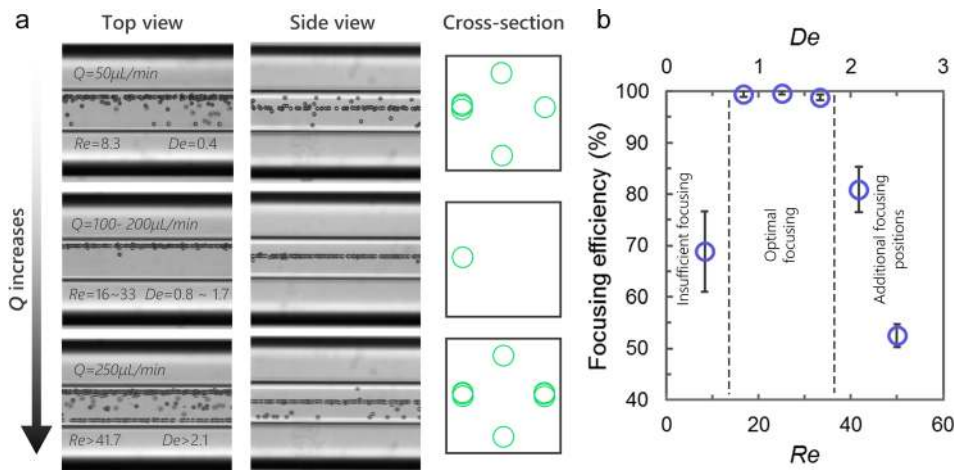 a
Top view
Side view
Cross-section
Q increases
Q=50μL/min
Re=8.3 De=0.4
Q=100- 200μL/min
Re=16~33 De=0.8 ~ 1.7
Q=250μL/min
Re>41.7 De>2.1
b
De
0 1 2 3
Focusing efficiency (%)
100
90
80
70
60
50
40
Insufficient focusing
Optimal
focusing
Additional focusing
positions
0 20 40 60
Re